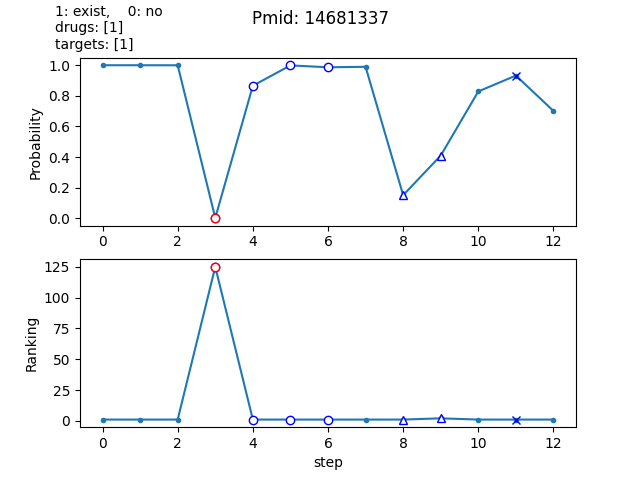 1: exist,    0: no
drugs: [1]
targets: [1]
Pmid: 14681337
Probability
1.0
0.8
0.6
0.4
0.2
0.0
0 2 4 6 8 10 12
Ranking
125
100
75
50
25
0
0 2 4 6 8 10 12
step